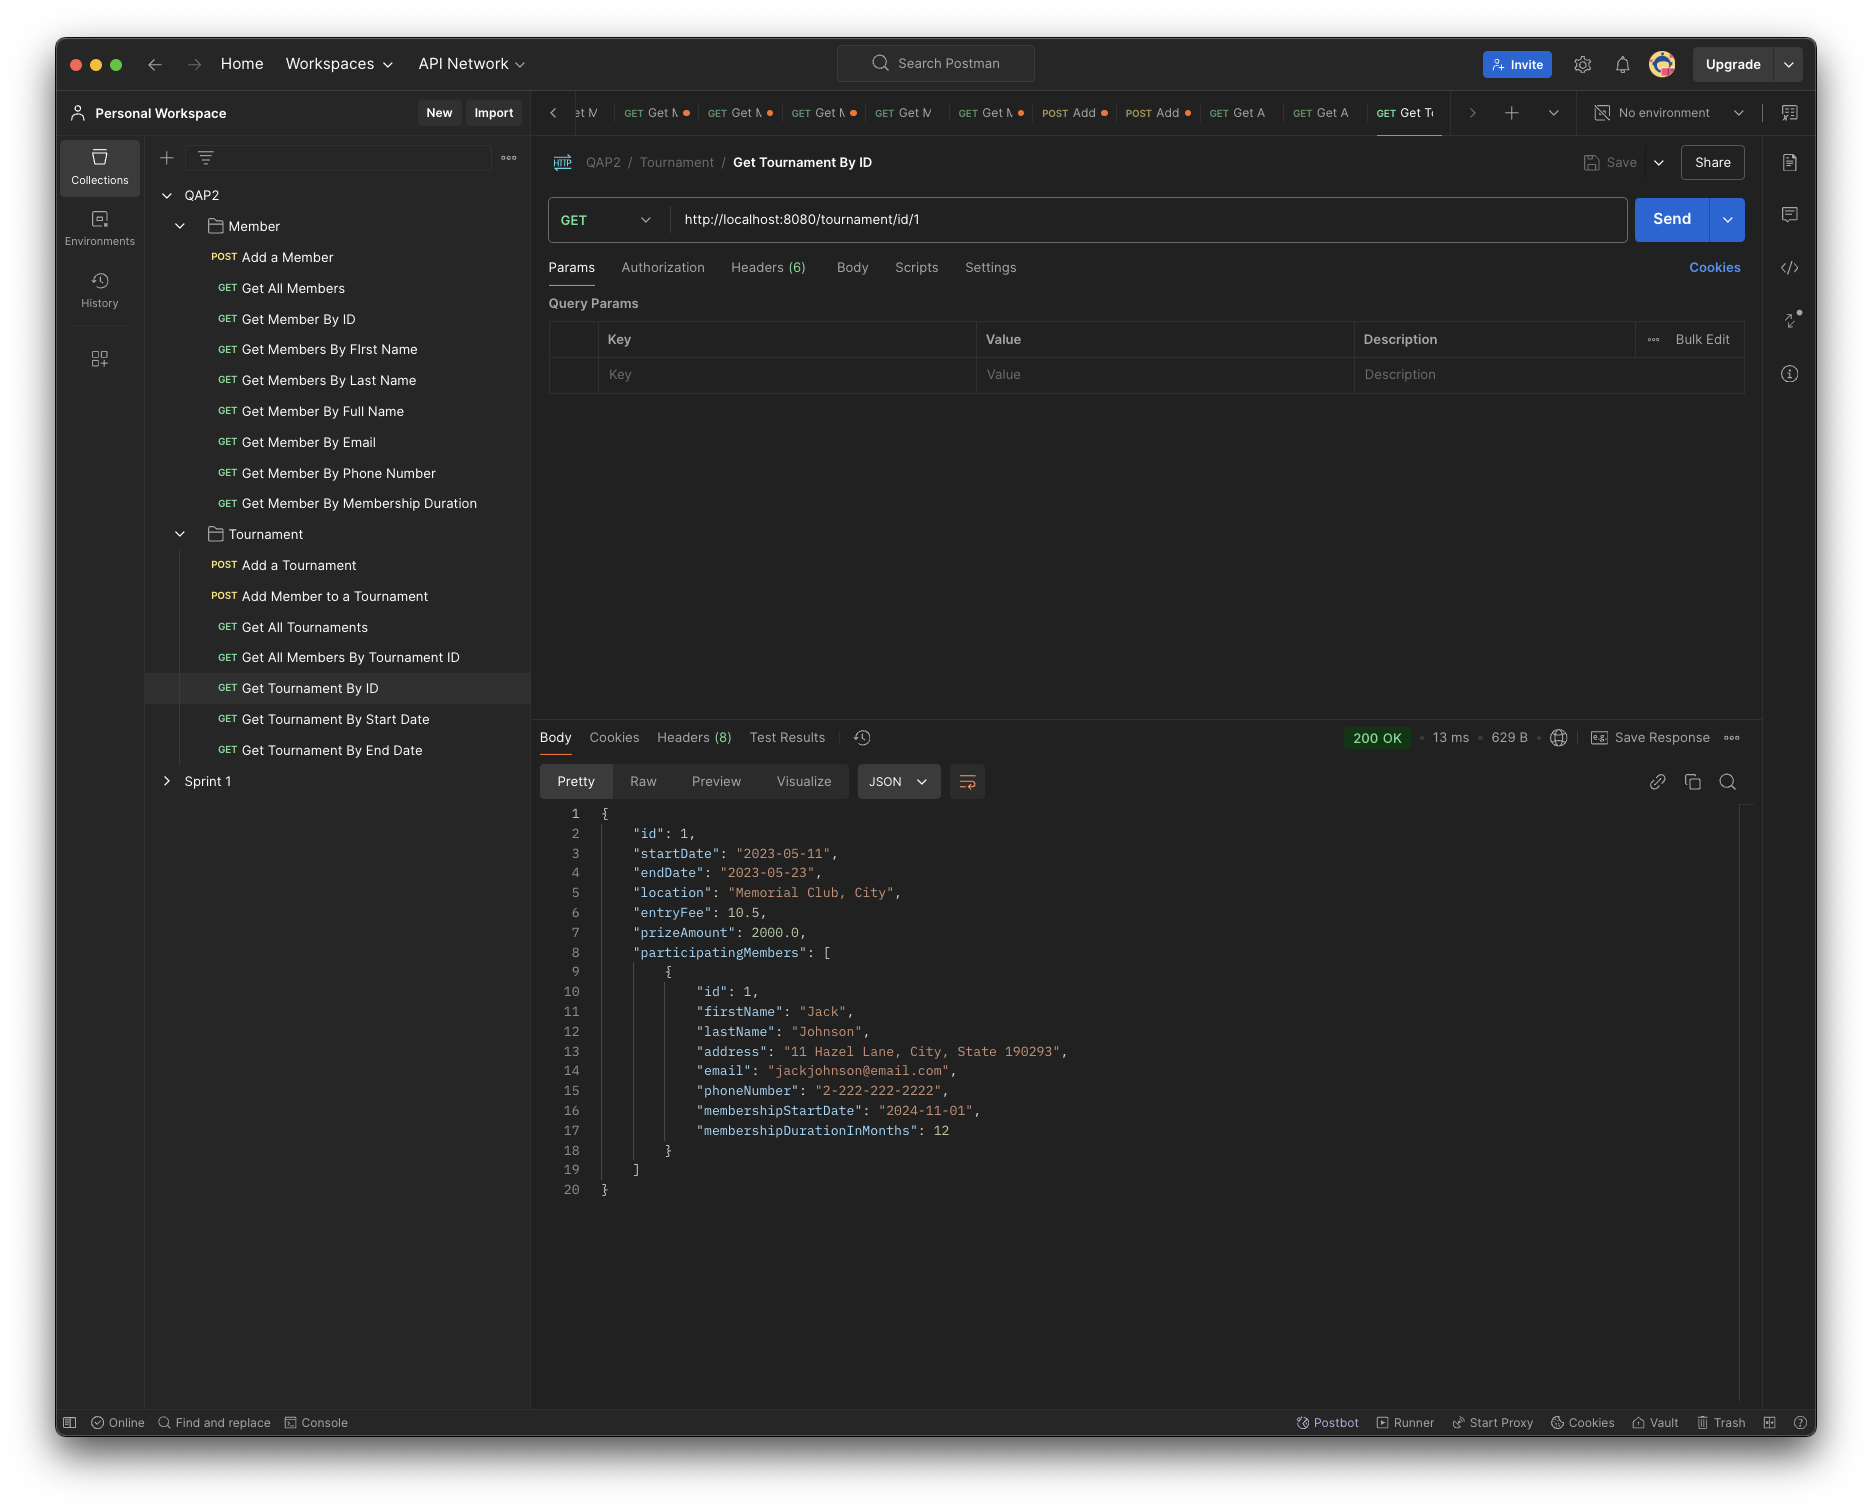 Home
Workspaces
API Network
Search Postman
Invite
Upgrade
Personal Workspace
New
Import
et M
GET Get M
GET Get M
GET Get M
GET Get M
GET Get M
POST Add
POST Add
GET Get A
GET Get A
GET Get To
No environment
Collections
Environments
History
QAP2
Member
POST Add a Member
GET Get All Members
GET Get Member By ID
GET Get Members By FIrst Name
GET Get Members By Last Name
GET Get Member By Full Name
GET Get Member By Email
GET Get Member By Phone Number
GET Get Member By Membership Duration
Tournament
POST Add a Tournament
POST Add Member to a Tournament
GET Get All Tournaments
GET Get All Members By Tournament ID
GET Get Tournament By ID
GET Get Tournament By Start Date
GET Get Tournament By End Date
Sprint 1
HTTP QAP2 / Tournament / Get Tournament By ID
Save
Share
GET
http://localhost:8080/tournament/id/1
Send
Params Authorization Headers (6) Body Scripts Settings
Cookies
Query Params
Key Value Description Bulk Edit
Key Value Description
Body Cookies Headers (8) Test Results
200 OK • 13 ms • 629 B •
e.g. Save Response
Pretty Raw Preview Visualize JSON
1 {
2 "id": 1,
3 "startDate": "2023-05-11",
4 "endDate": "2023-05-23",
5 "location": "Memorial Club, City",
6 "entryFee": 10.5,
7 "prizeAmount": 2000.0,
8 "participatingMembers": [
9 {
10 "id": 1,
11 "firstName": "Jack",
12 "lastName": "Johnson",
13 "address": "11 Hazel Lane, City, State 190293",
14 "email": "jackjohnson@email.com",
15 "phoneNumber": "2-222-222-2222",
16 "membershipStartDate": "2024-11-01",
17 "membershipDurationInMonths": 12
18 }
19 ]
20 }
Online
Find and replace
Console
Postbot
Runner
Start Proxy
Cookies
Vault
Trash